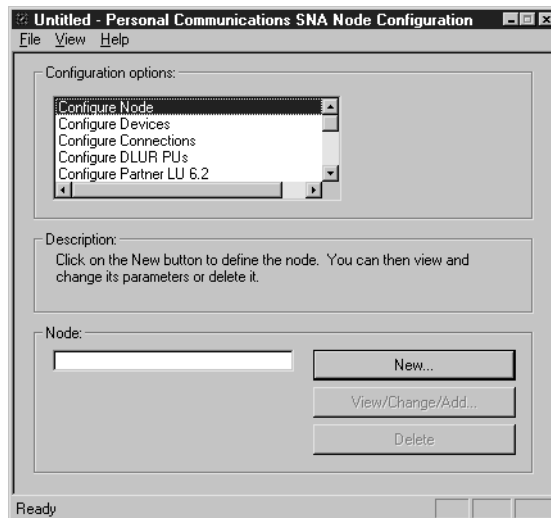 Untitled - Personal Communications SNA Node Configuration
File View Help
Configuration options:
Configure Node
Configure Devices
Configure Connections
Configure DLUR PUs
Configure Partner LU 6.2
Description:
Click on the New button to define the node. You can then view and
change its parameters or delete it.
Node:
New...
View/Change/Add...
Delete
Ready